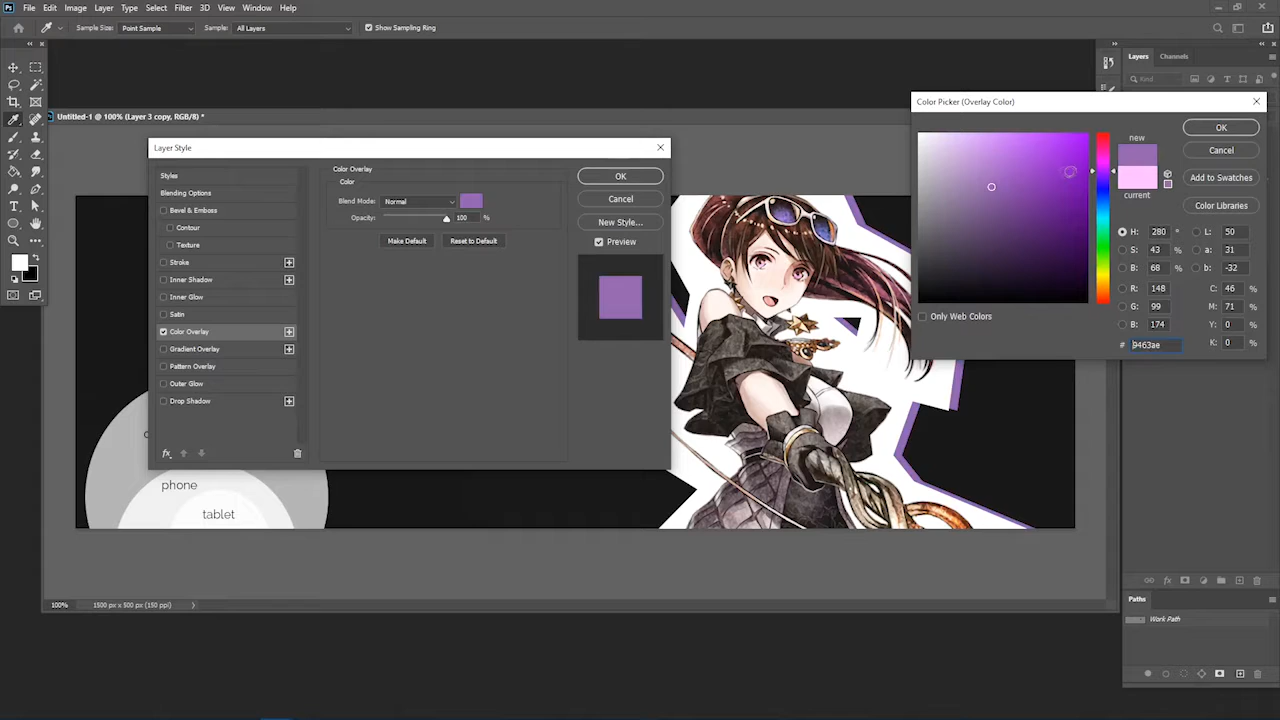 Ps File Edit Image Layer Type Select Filter 3D View Window Help
Sample Size: Point Sample Sample: All Layers Show Sampling Ring
Untitled-1 @ 100% (Layer 3 copy, RGB/8) *
Layers Channels
Kind
Layer Style
Styles
Blending Options
Bevel & Emboss
Contour
Texture
Stroke
Inner Shadow
Inner Glow
Satin
Color Overlay
Gradient Overlay
Pattern Overlay
Outer Glow
Drop Shadow
fx
Color Overlay
Color
Blend Mode: Normal
Opacity: 100 %
Make Default Reset to Default
OK
Cancel
New Style...
Preview
Color Picker (Overlay Color)
new
current
OK
Cancel
Add to Swatches
Color Libraries
H: 280 °
S: 43 %
B: 68 %
R: 148
G: 99
B: 174
L: 50
a: 31
b: -32
C: 46 %
M: 71 %
Y: 0 %
K: 0 %
# 9463ae
Only Web Colors
phone
tablet
100% 1500 px x 500 px (150 ppi)
fx
Paths
Work Path